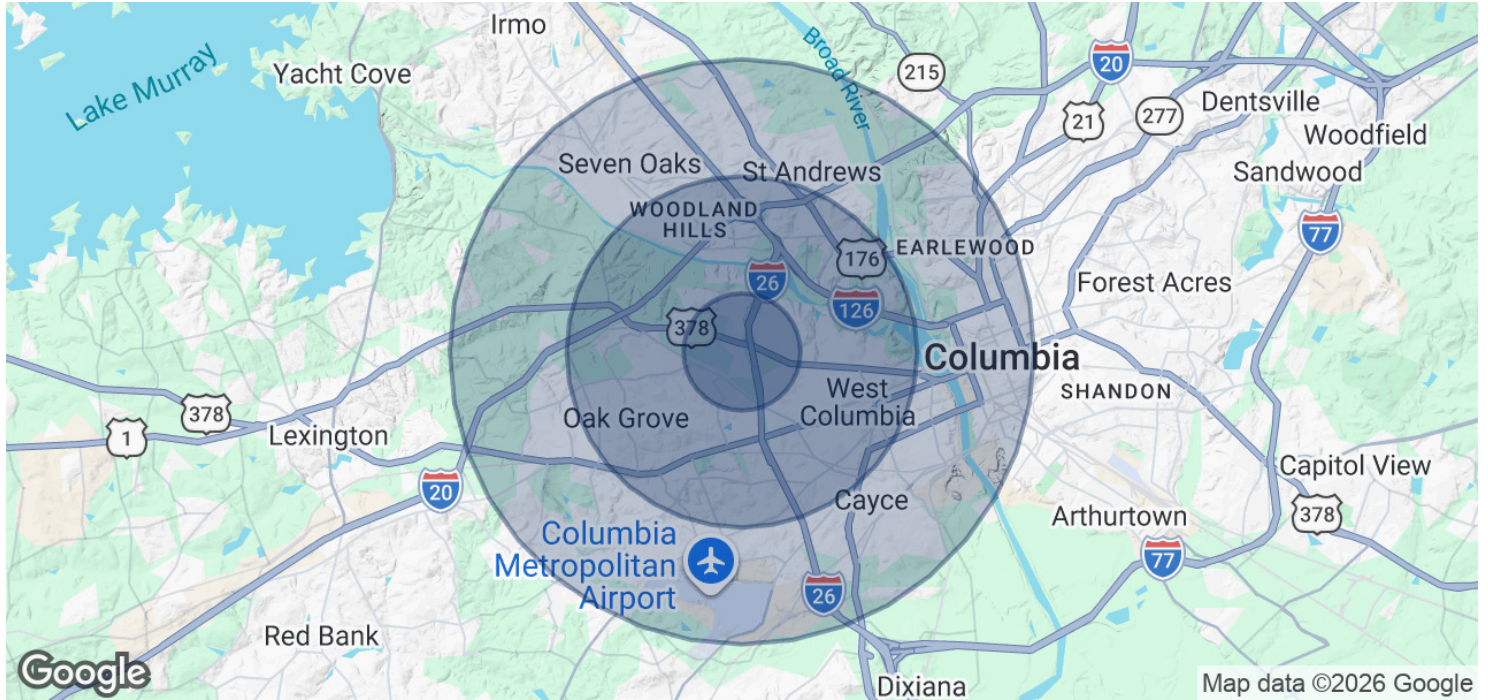 Irmo
Lake Murray
Yacht Cove
Broad River
215
20
21
277
Dentsville
Woodfield
Sandwood
Seven Oaks
St Andrews
WOODLAND
HILLS
176
EARLEWOOD
77
26
126
Forest Acres
378
Columbia
SHANDON
West
Columbia
Oak Grove
378
1
Lexington
20
Capitol View
378
Cayce
Arthurtown
Columbia
Metropolitan
Airport
77
26
Red Bank
Dixiana
Google
Map data ©2026 Google